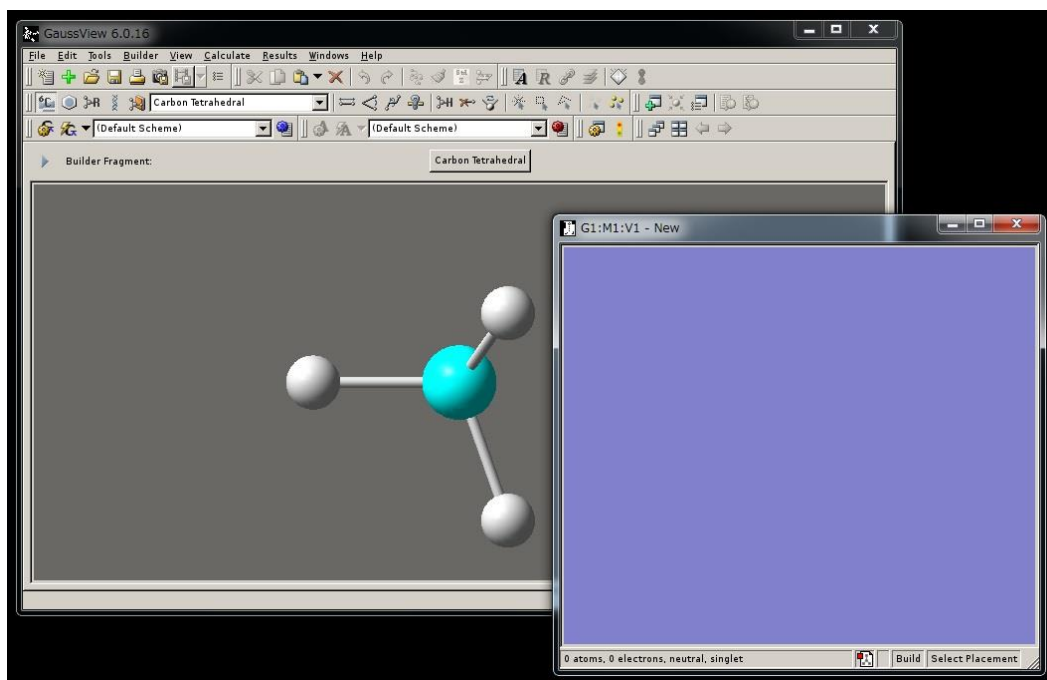 GaussView 6.0.16
File Edit Tools Builder View Calculate Results Windows Help
Carbon Tetrahedral
(Default Scheme) (Default Scheme)
Builder Fragment: Carbon Tetrahedral
G1:M1:V1 - New
0 atoms, 0 electrons, neutral, singlet Build Select Placement